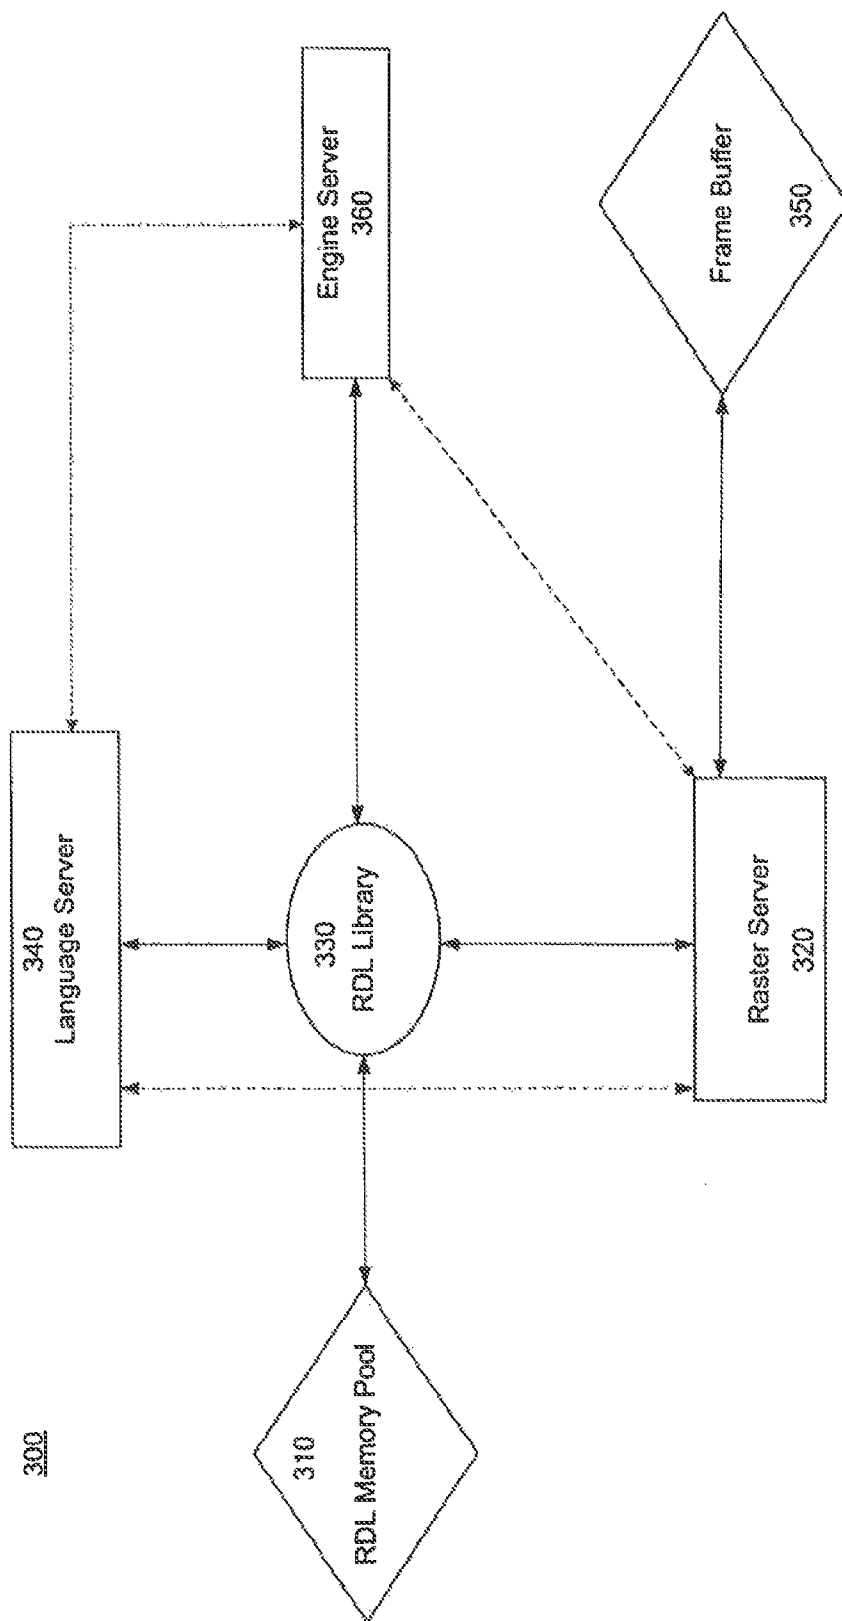 300
340
Language Server
Engine Server
360
310
RDL Memory Pool
330
RDL Library
Raster Server
320
Frame Buffer
350